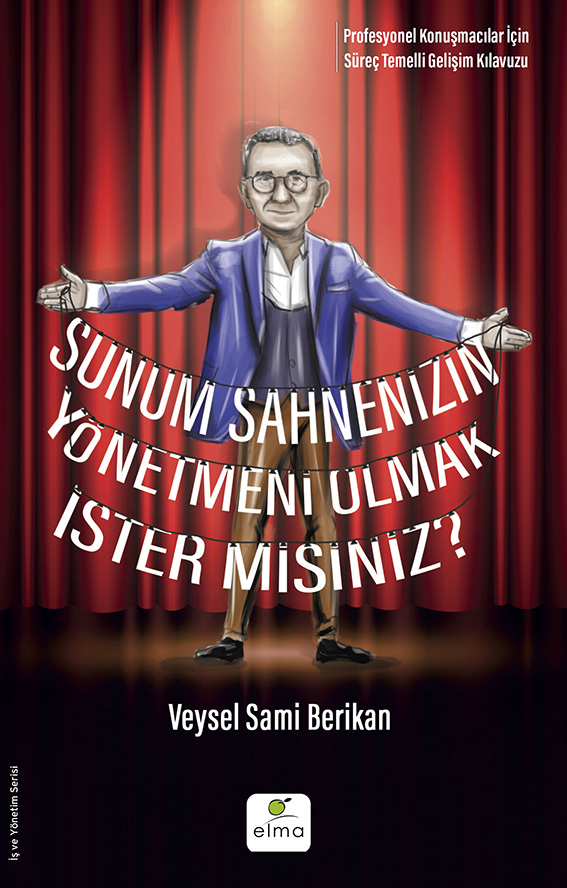 Profesyonel Konuşmacılar İçin
Süreç Temelli Gelişim Kılavuzu
SUNUM SAHNENİZİN
YÖNETMENİ OLMAK
İSTER MİSİNİZ?
Veysel Sami Berikan
İş ve Yönetim Serisi
elma